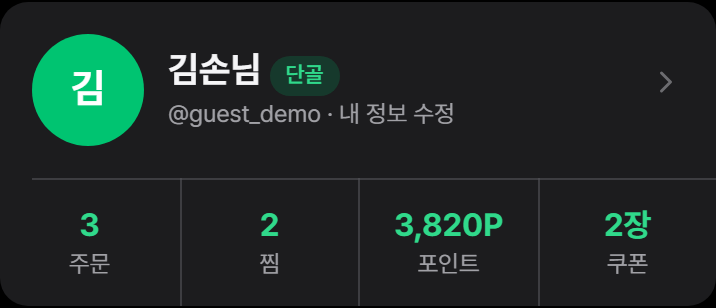 김
김손님 단골
@guest_demo · 내 정보 수정
3 2 3,820P 2장
주문 찜 포인트 쿠폰